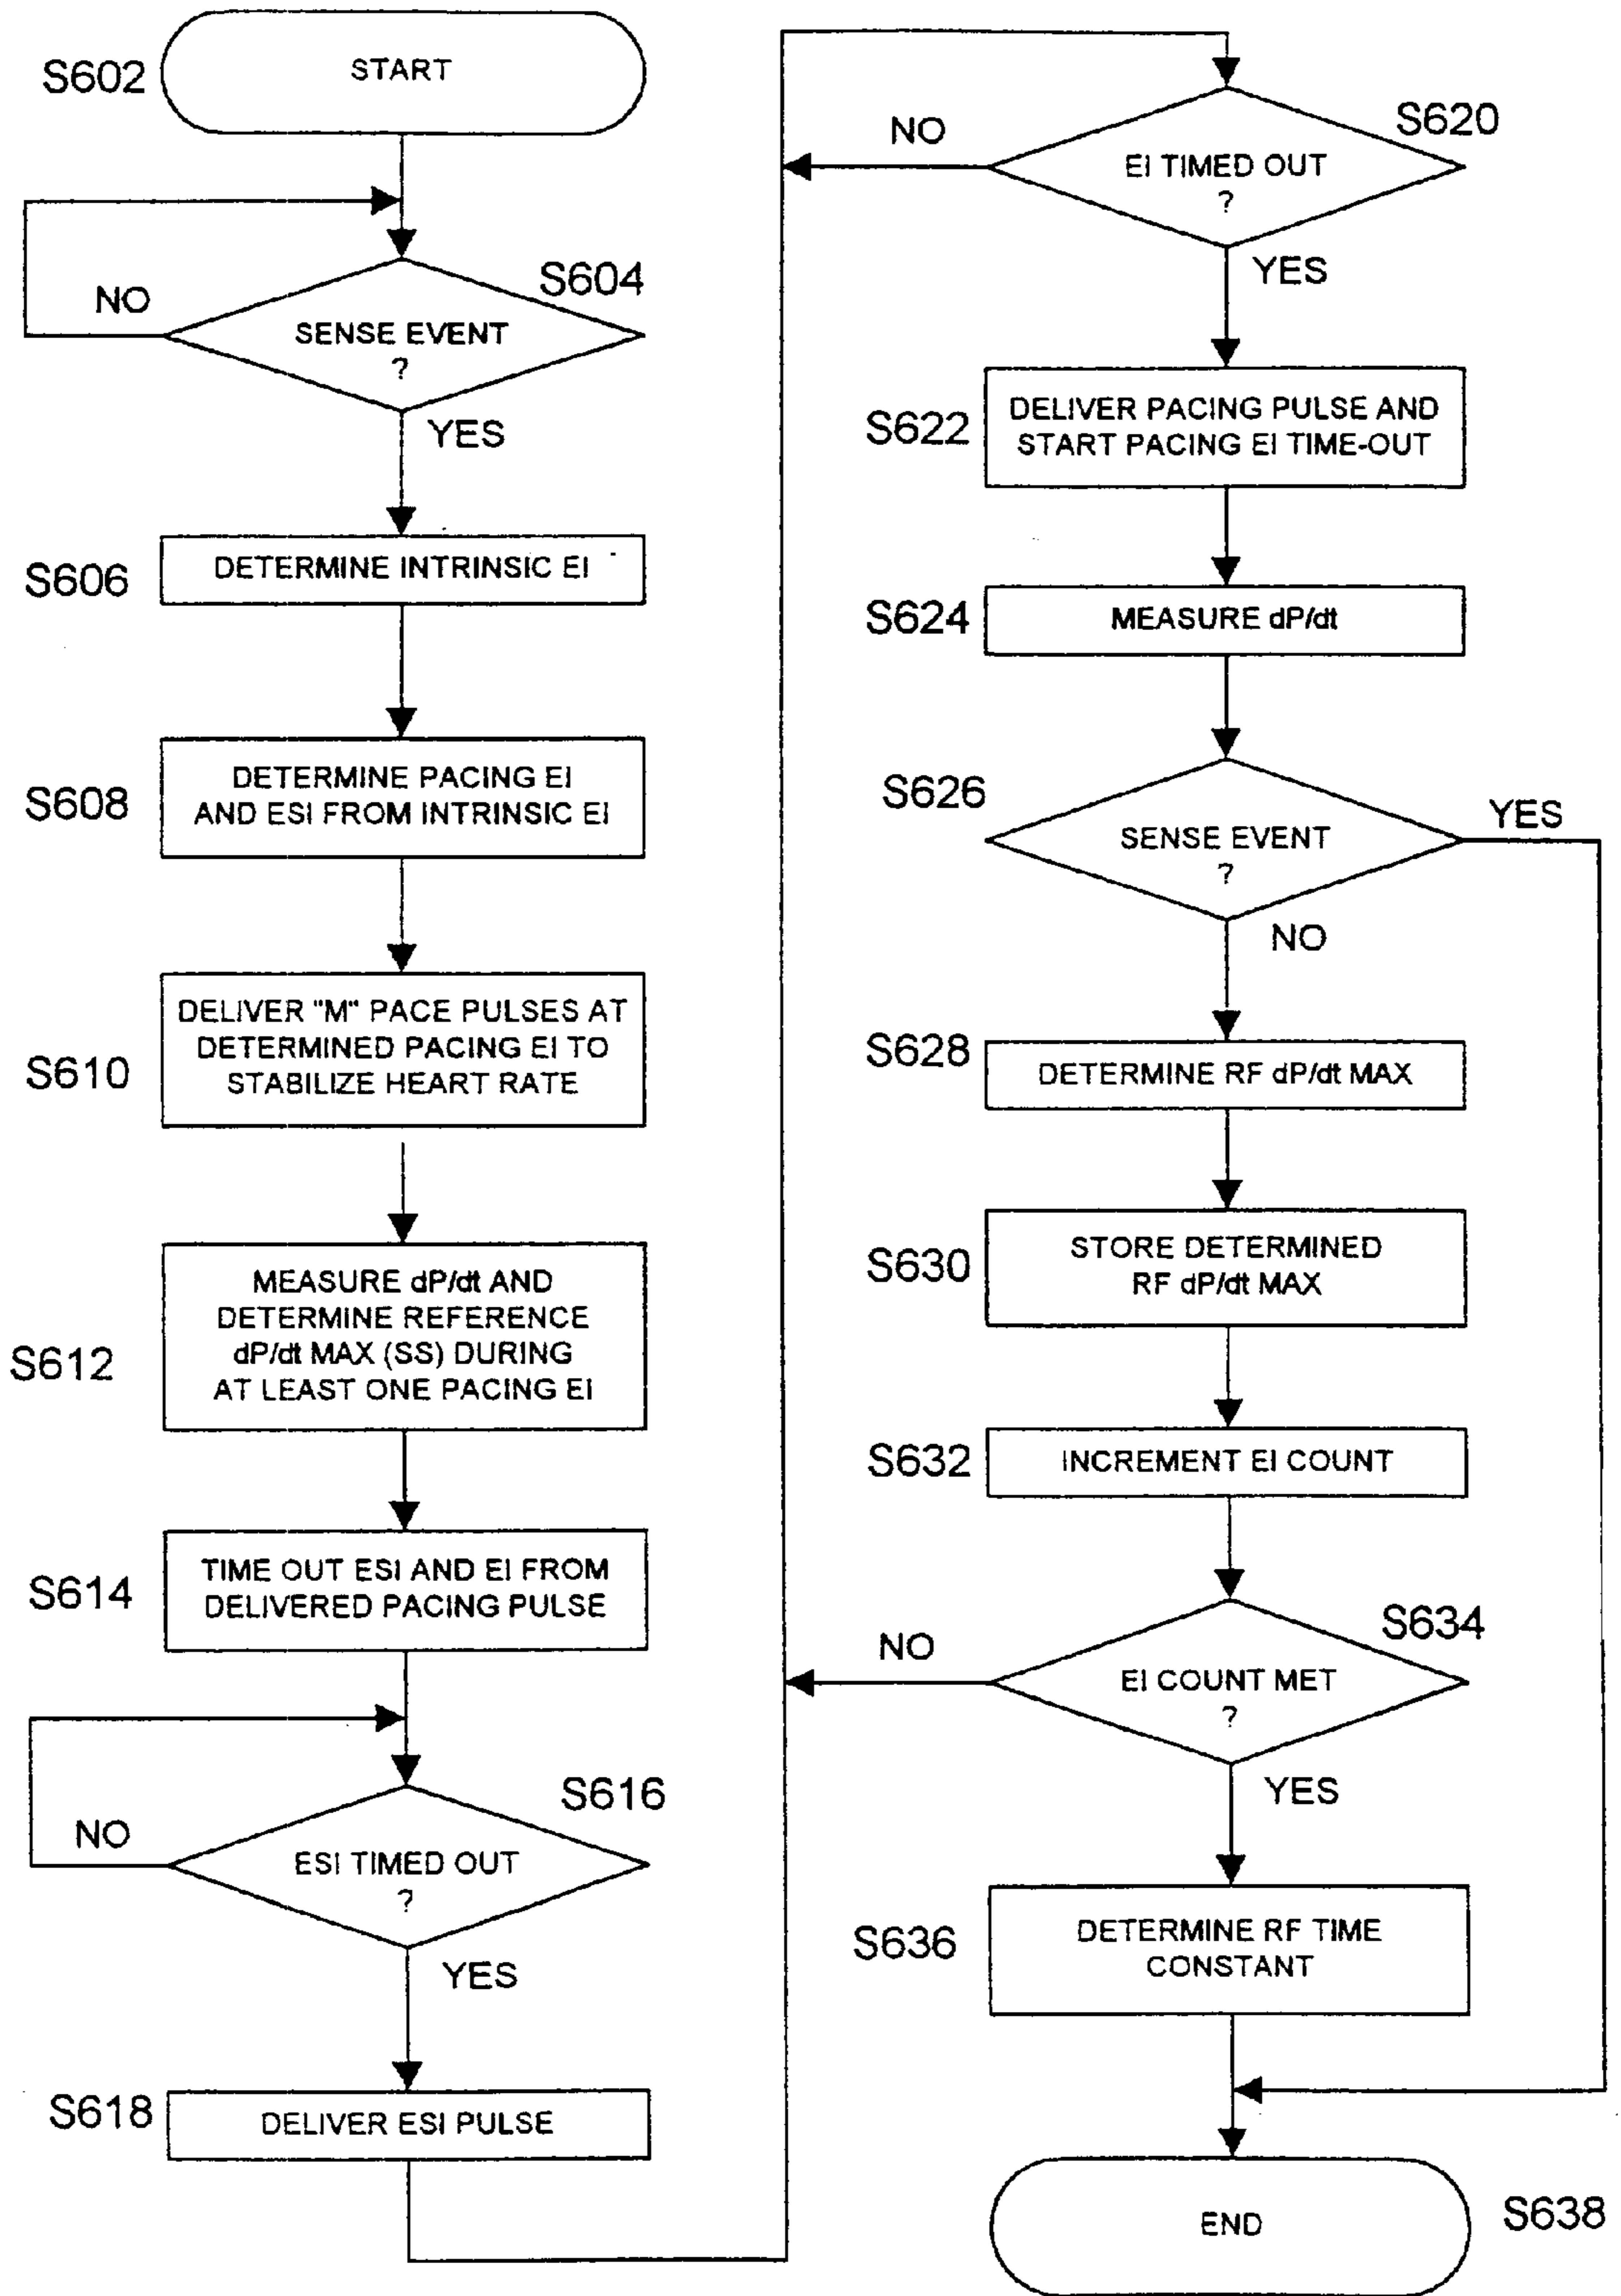 S602
START
S604
NO
SENSE EVENT
?
YES
S606
DETERMINE INTRINSIC EI
S608
DETERMINE PACING EI
AND ESI FROM INTRINSIC EI
S610
DELIVER "M" PACE PULSES AT
DETERMINED PACING EI TO
STABILIZE HEART RATE
S612
MEASURE dP/dt AND
DETERMINE REFERENCE
dP/dt MAX (SS) DURING
AT LEAST ONE PACING EI
S614
TIME OUT ESI AND EI FROM
DELIVERED PACING PULSE
S616
NO
ESI TIMED OUT
?
YES
S618
DELIVER ESI PULSE
S620
NO
EI TIMED OUT
?
YES
S622
DELIVER PACING PULSE AND
START PACING EI TIME-OUT
S624
MEASURE dP/dt
S626
YES
SENSE EVENT
?
NO
S628
DETERMINE RF dP/dt MAX
S630
STORE DETERMINED
RF dP/dt MAX
S632
INCREMENT EI COUNT
S634
NO
EI COUNT MET
?
YES
S636
DETERMINE RF TIME
CONSTANT
END
S638